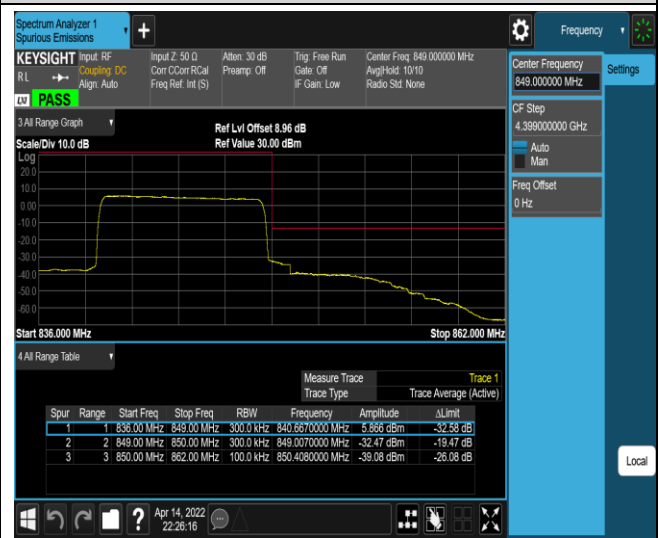 Spectrum Analyzer 1
Spurious Emissions
+
Frequency
KEYSIGHT Input: RF
R L
Coupling: DC
Align: Auto
LXI PASS
Input Z: 50 Ω
Corr CCorr RCal
Freq Ref: Int (S)
Atten: 30 dB
Preamp: Off
Trig: Free Run
Gate: Off
IF Gain: Low
Center Freq: 849.000000 MHz
Avg|Hold: 10/10
Radio Std: None
Center Frequency
849.000000 MHz
Settings
CF Step
4.399000000 GHz
Auto
Man
Freq Offset
0 Hz
3 All Range Graph
Scale/Div 10.0 dB
Ref Lvl Offset 8.96 dB
Ref Value 30.00 dBm
Log
20.0
10.0
0.00
-10.0
-20.0
-30.0
-40.0
-50.0
-60.0
Start 836.000 MHz Stop 862.000 MHz
4 All Range Table
Measure Trace Trace 1
Trace Type Trace Average (Active)
Spur Range Start Freq Stop Freq RBW Frequency Amplitude ΔLimit
1 1 836.00 MHz 849.00 MHz 300.0 kHz 840.6670000 MHz 5.866 dBm -32.58 dB
2 2 849.00 MHz 850.00 MHz 300.0 kHz 849.0070000 MHz -32.47 dBm -19.47 dB
3 3 850.00 MHz 862.00 MHz 100.0 kHz 850.4080000 MHz -39.08 dBm -26.08 dB
Local
?
Apr 14, 2022
22:26:16